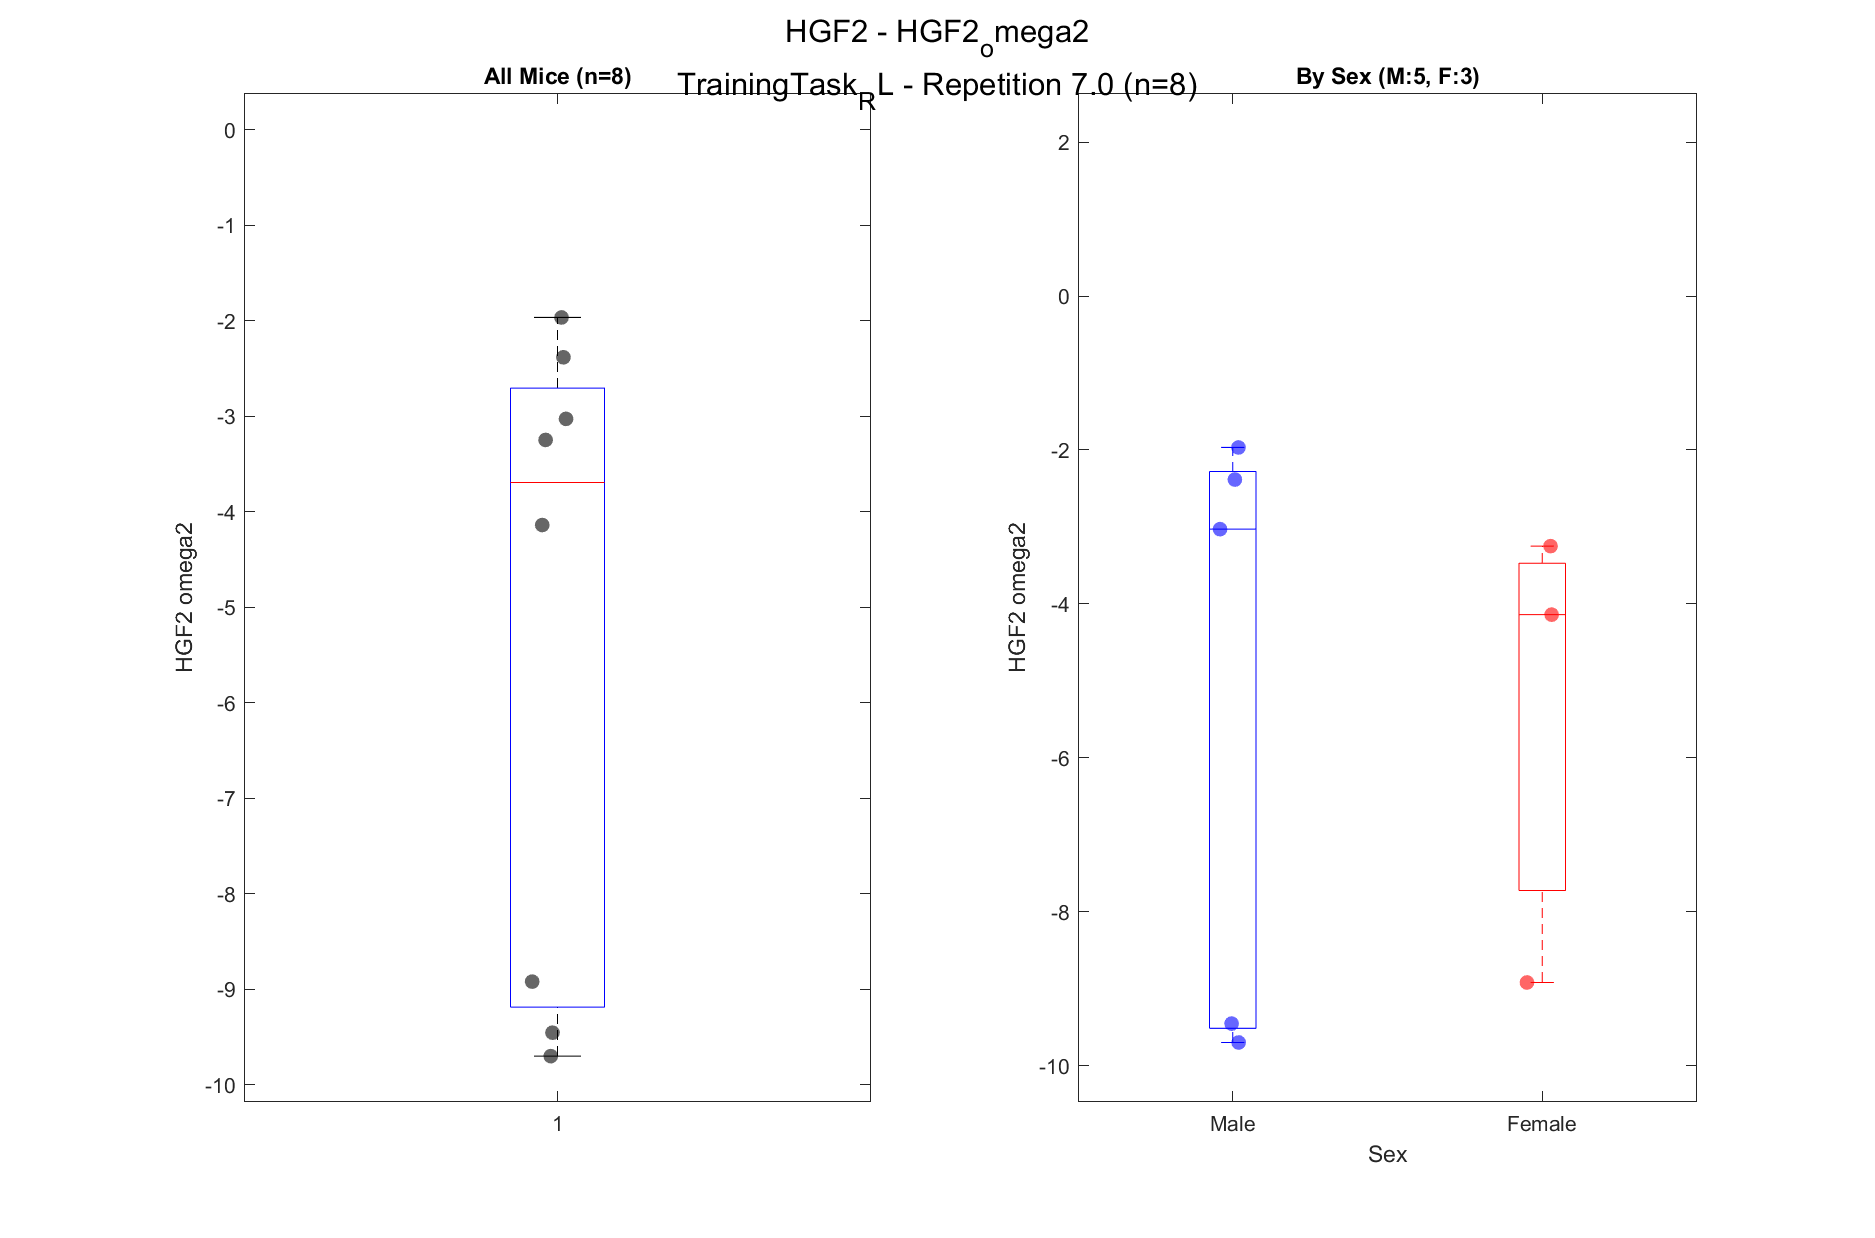 HGF2 - HGF2_omega2
TrainingTask_RL - Repetition 7.0 (n=8)
All Mice (n=8)
0
-1
-2
-3
-4
-5
-6
-7
-8
-9
-10
HGF2 omega2
1
By Sex (M:5, F:3)
2
0
-2
-4
-6
-8
-10
HGF2 omega2
Male Female
Sex